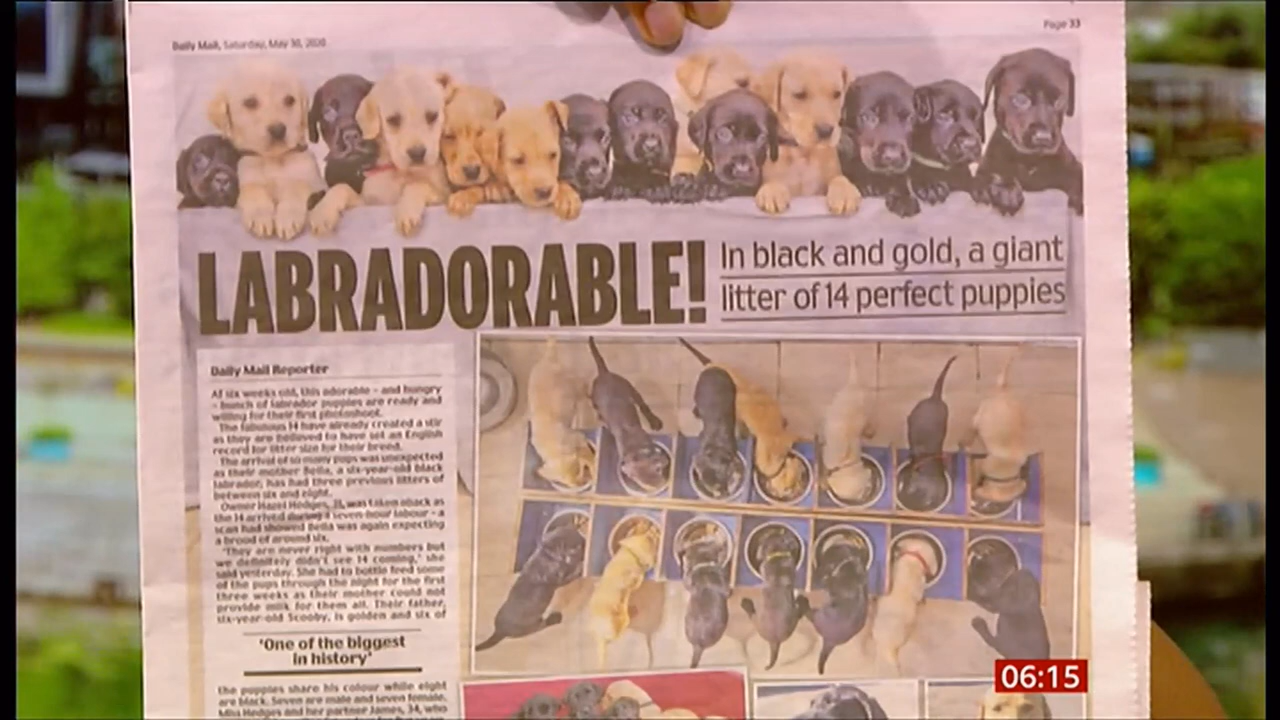 Daily Mail, Saturday, May 30, 2020
Page 33
LABRADORABLE!
In black and gold, a giant
litter of 14 perfect puppies
Daily Mail Reporter
At six weeks old, this adorable – and hungry
– bunch of labrador puppies are ready and
willing for their first photoshoot.
The fabulous 14 have already created a stir
as they are believed to have set an English
record for litter size for their breed.
The arrival of so many pups was unexpected
as their mother Bella, a six-year-old black
labrador, has had three previous litters of
between six and eight.
Owner Hazel Hedges, 31, was taken aback as
the 14 arrived during a seven-hour labour – a
scan had showed Bella was again expecting
a brood of around six.
'They are never right with numbers but
we definitely didn't see 14 coming,' she
said yesterday. She had to bottle feed some
of the pups through the night for the first
three weeks as their mother could not
provide milk for them all. Their father,
six-year-old Scooby, is golden and six of
'One of the biggest
in history'
the puppies share his colour while eight
are black. Seven are male and seven female.
Miss Hedges and her partner James, 34, who
06:15